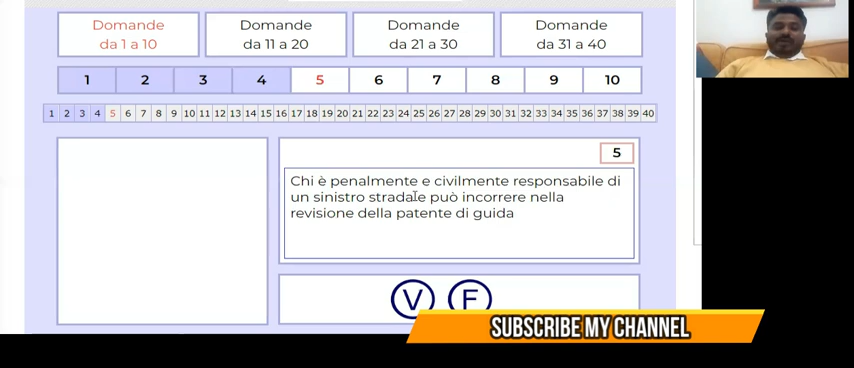 Domande
da 1 a 10
Domande
da 11 a 20
Domande
da 21 a 30
Domande
da 31 a 40
1 2 3 4 5 6 7 8 9 10
1 2 3 4 5 6 7 8 9 10 11 12 13 14 15 16 17 18 19 20 21 22 23 24 25 26 27 28 29 30 31 32 33 34 35 36 37 38 39 40
5
Chi è penalmente e civilmente responsabile di
un sinistro stradale può incorrere nella
revisione della patente di guida
V F
SUBSCRIBE MY CHANNEL